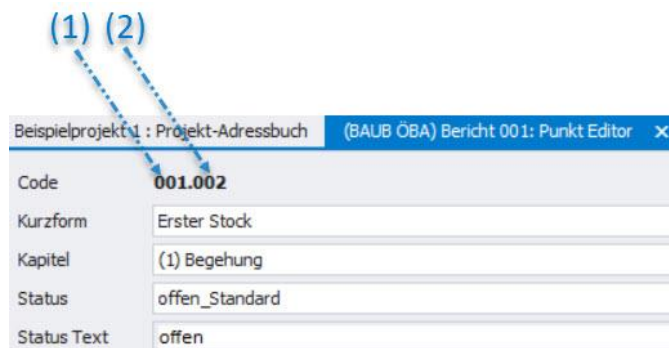 (1) (2)
Beispielprojekt 1 : Projekt-Adressbuch (BAUB ÖBA) Bericht 001: Punkt Editor ×
Code 001.002
Kurzform Erster Stock
Kapitel (1) Begehung
Status offen_Standard
Status Text offen